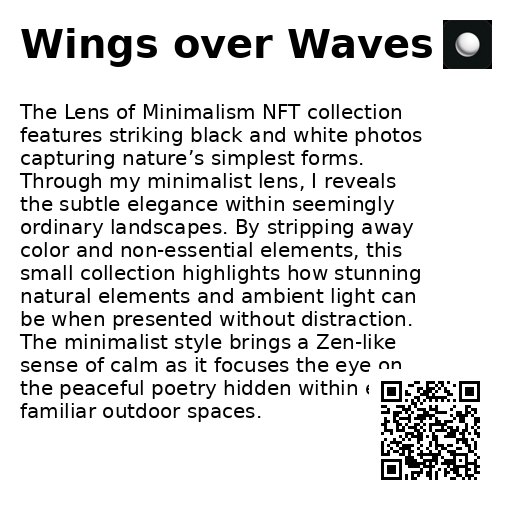 Wings over Waves
The Lens of Minimalism NFT collection
features striking black and white photos
capturing nature’s simplest forms.
Through my minimalist lens, I reveals
the subtle elegance within seemingly
ordinary landscapes. By stripping away
color and non-essential elements, this
small collection highlights how stunning
natural elements and ambient light can
be when presented without distraction.
The minimalist style brings a Zen-like
sense of calm as it focuses the eye on
the peaceful poetry hidden within
familiar outdoor spaces.